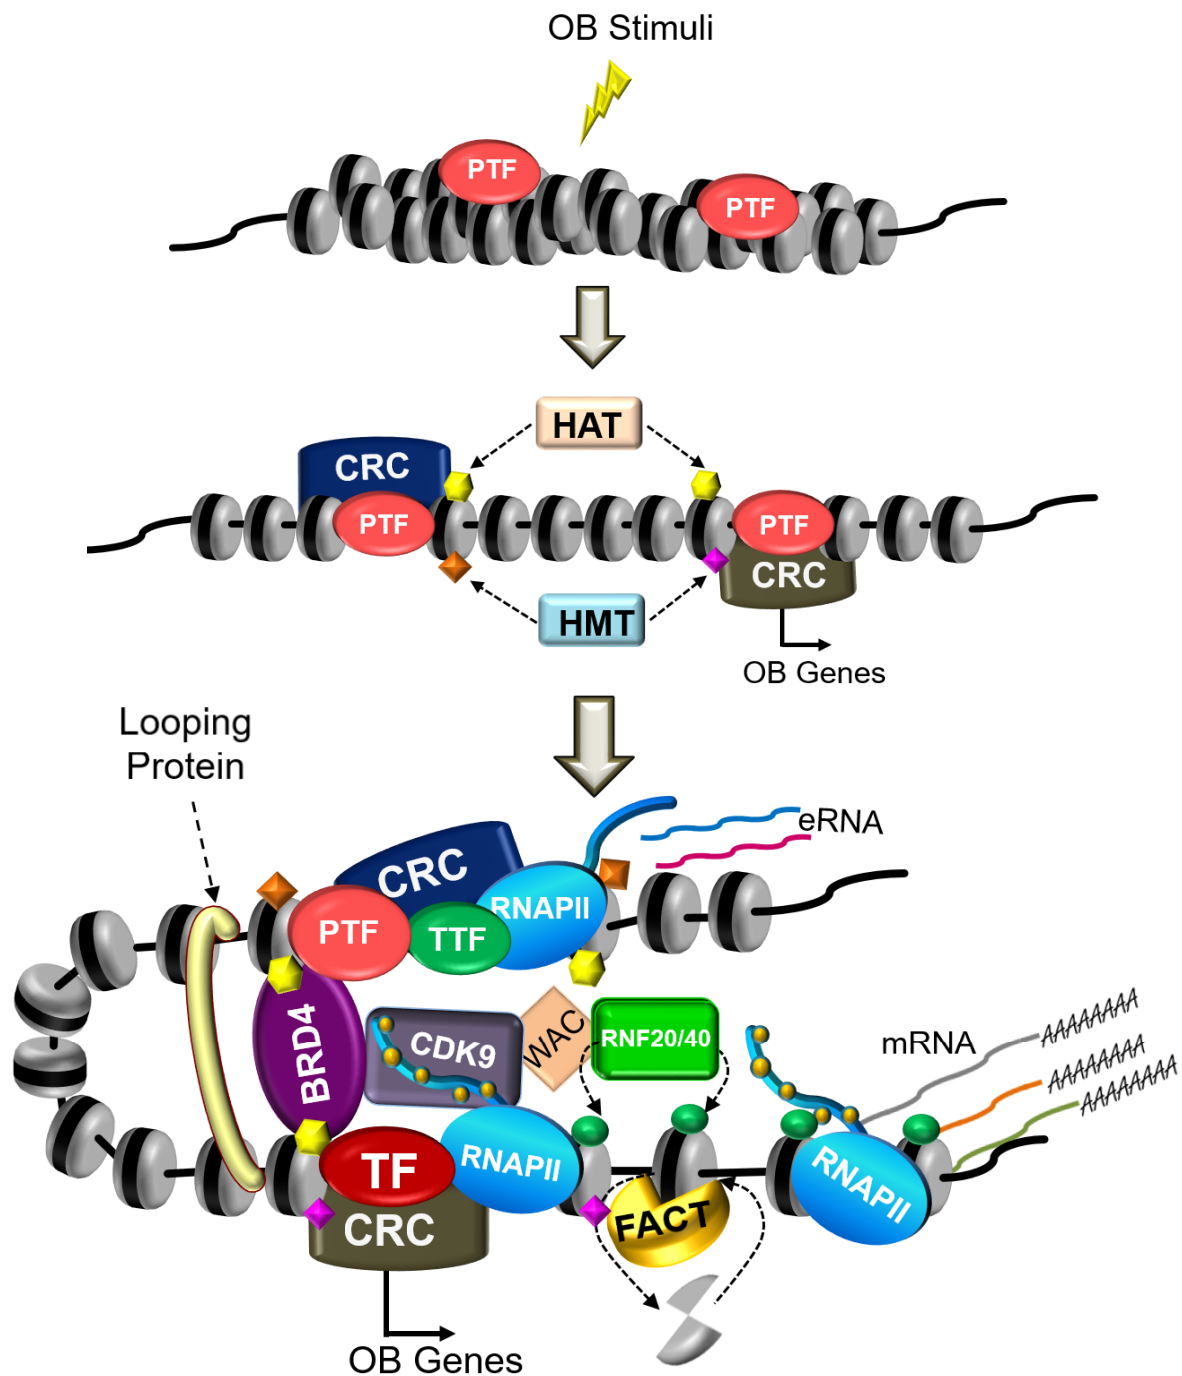 OB Stimuli
PTF
PTF
HAT
CRC
PTF
PTF
CRC
HMT
OB Genes
Looping
Protein
eRNA
CRC
RNAPII
PTF
TTF
BRD4
CDK9
WAC
RNF20/40
mRNA
AAAAAAAA
AAAAAAAA
AAAAAAAA
TF
RNAPII
RNAPII
FACT
CRC
OB Genes